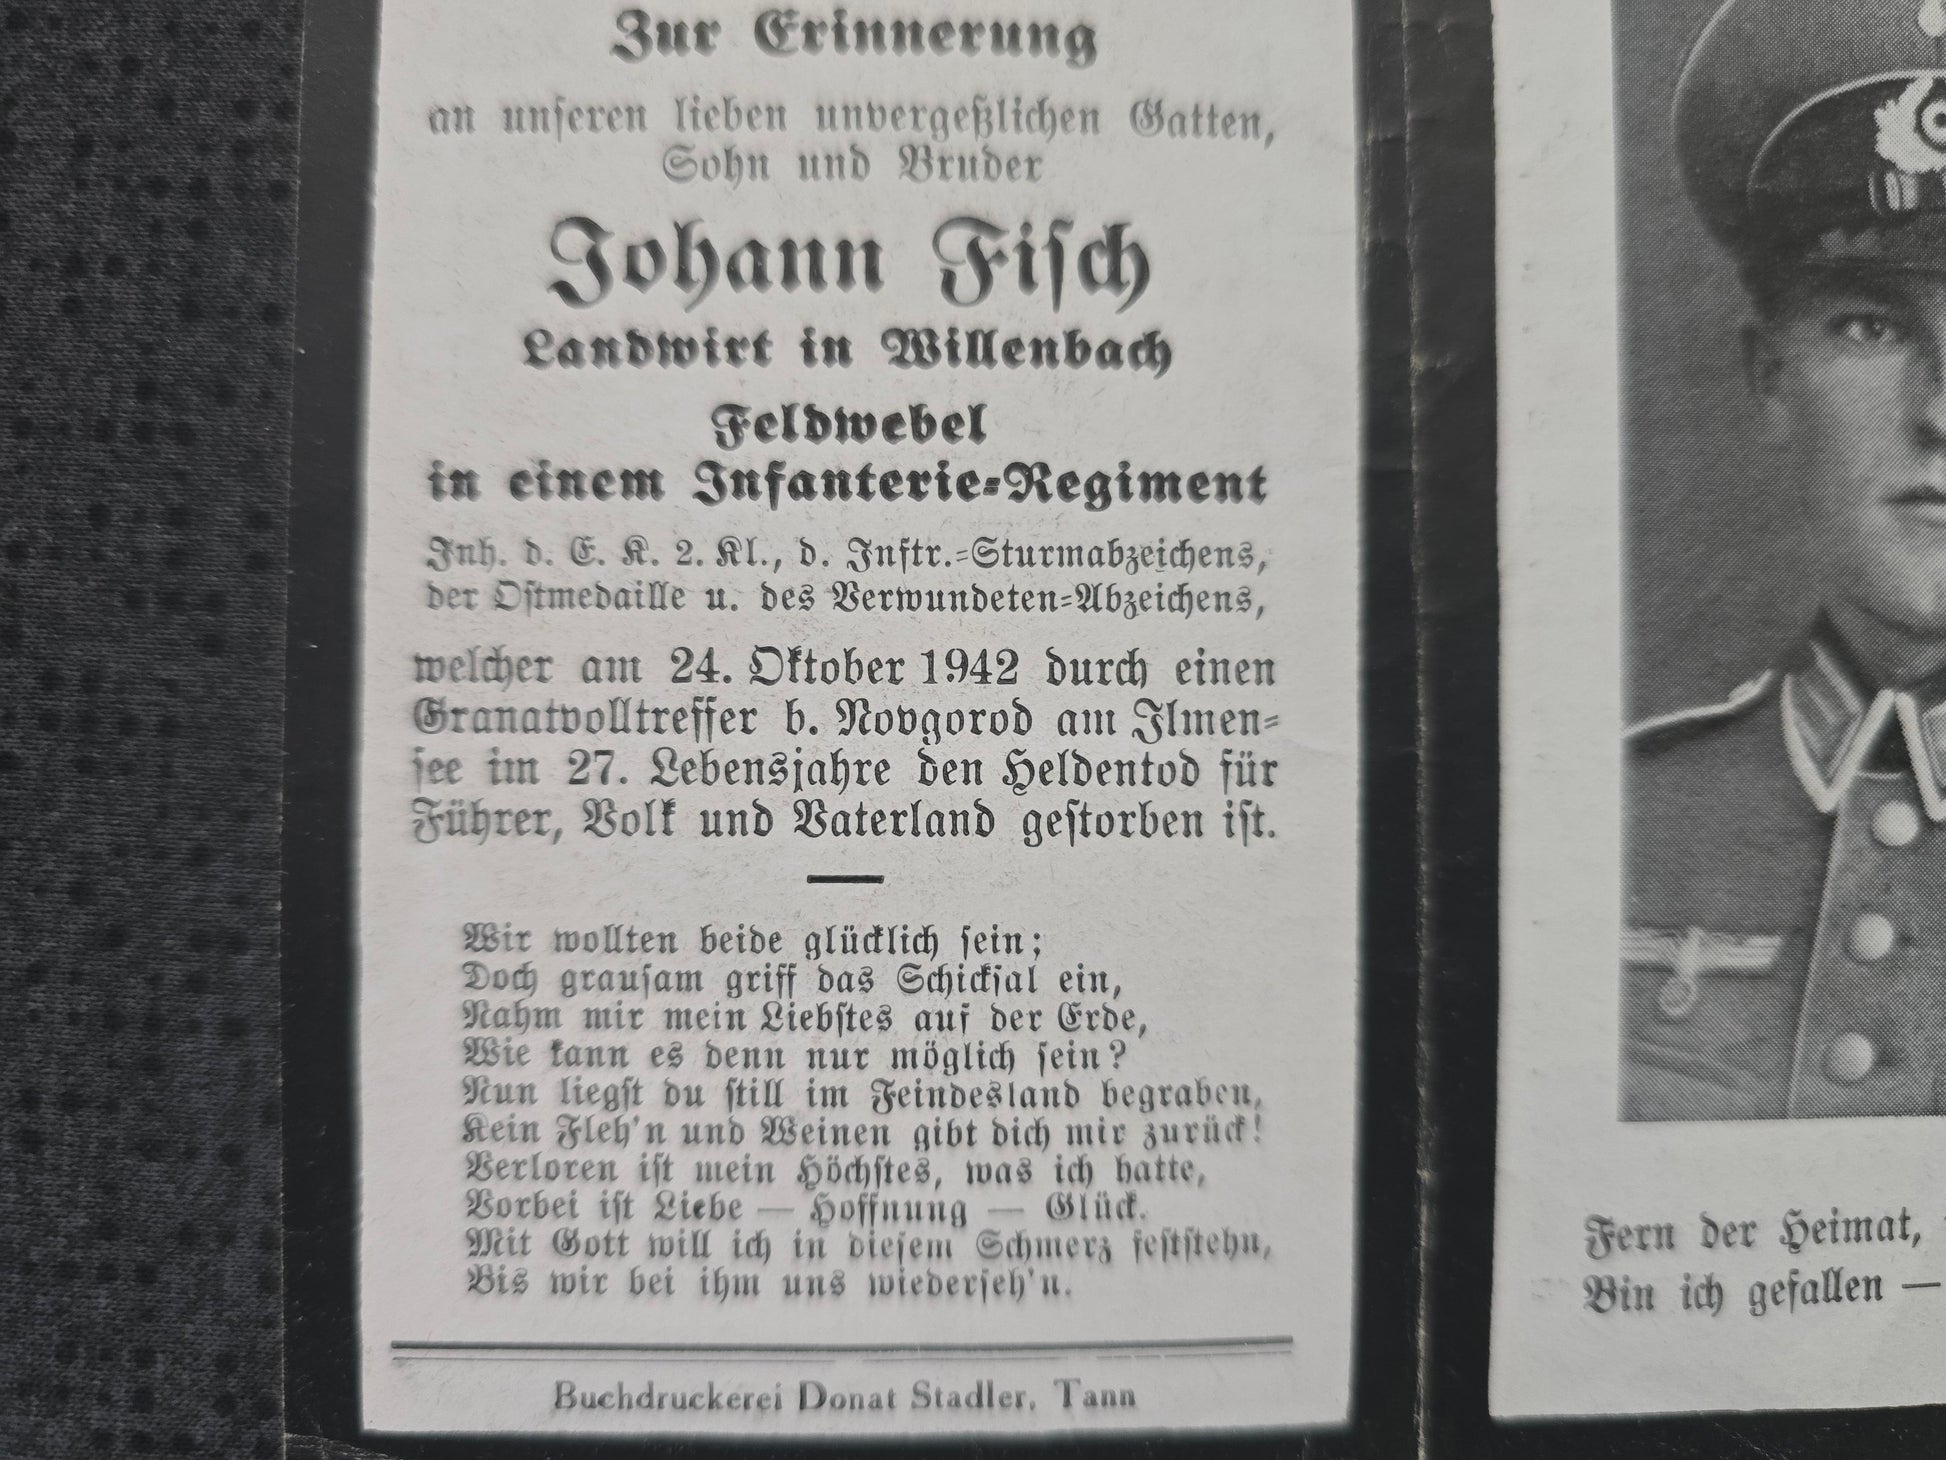 Zur Erinnerung
an unseren lieben unvergeßlichen Gatten,
Sohn und Bruder
Johann Fisch
Landwirt in Willenbach
Feldwebel
in einem Infanterie-Regiment
Inh. d. E. K. 2. Kl., d. Inftr.-Sturmabzeichens,
der Ostmedaille u. des Verwundeten-Abzeichens,
welcher am 24. Oktober 1942 durch einen
Granatvolltreffer b. Novgorod am Ilmen-
see im 27. Lebensjahre den Heldentod für
Führer, Volk und Vaterland gestorben ist.
Wir wollten beide glücklich sein;
Doch grausam griff das Schicksal ein,
Nahm mir mein Liebstes auf der Erde,
Wie kann es denn nur möglich sein?
Nun liegst du still im Feindesland begraben,
Kein Fleh'n und Weinen gibt dich mir zurück!
Verloren ist mein Höchstes, was ich hatte,
Vorbei ist Liebe — Hoffnung — Glück.
Mit Gott will ich in diesem Schmerz feststehn,
Bis wir bei ihm uns wiederseh'n.
Buchdruckerei Donat Stadler, Tann
Fern der Heimat,
Bin ich gefallen —